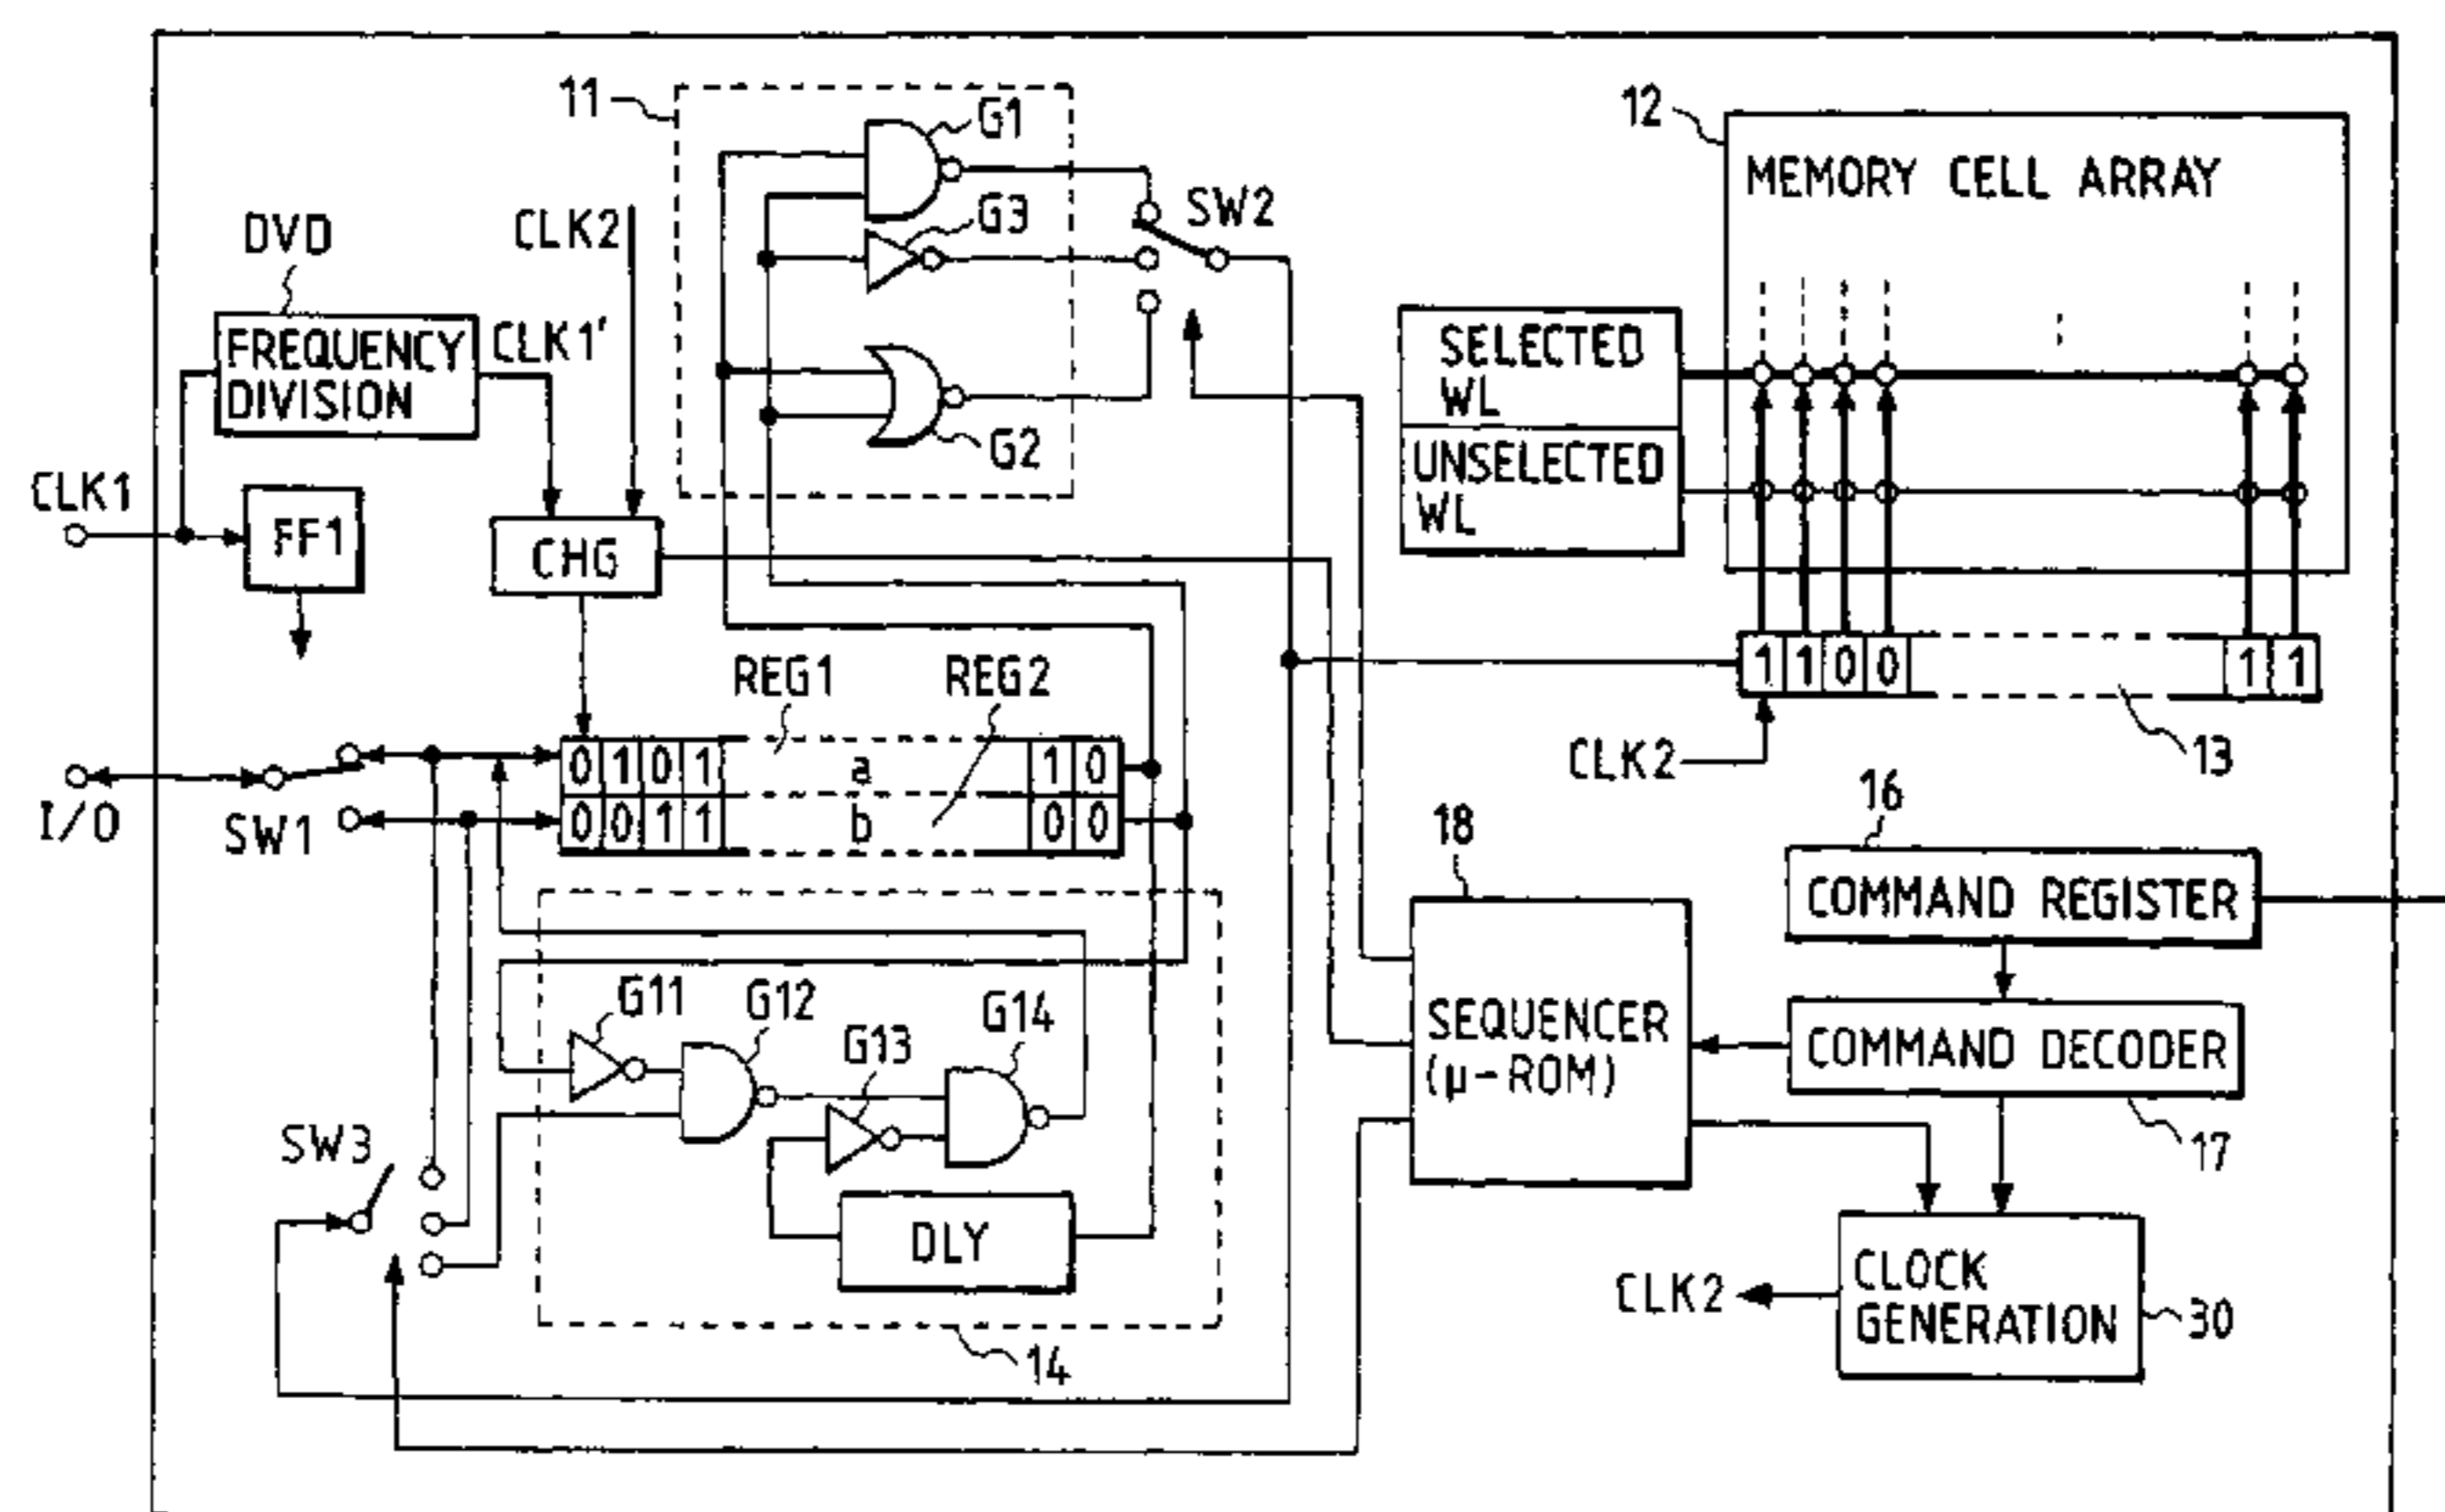 11
G1
12
MEMORY CELL ARRAY
DVD
CLK2
G3
SW2
FREQUENCY
DIVISION
CLK1'
SELECTED
WL
UNSELECTED
WL
G2
CLK1
FF1
CHG
REG1
REG2
1 1 0 0 1 1
CLK2
13
I/O
SW1
0 1 0 1 a 1 0
0 0 1 1 b 0 0
18
16
COMMAND REGISTER
G11
G12
G13
G14
SEQUENCER
(μ-ROM)
COMMAND DECODER
17
SW3
DLY
CLK2
CLOCK
GENERATION
30
14